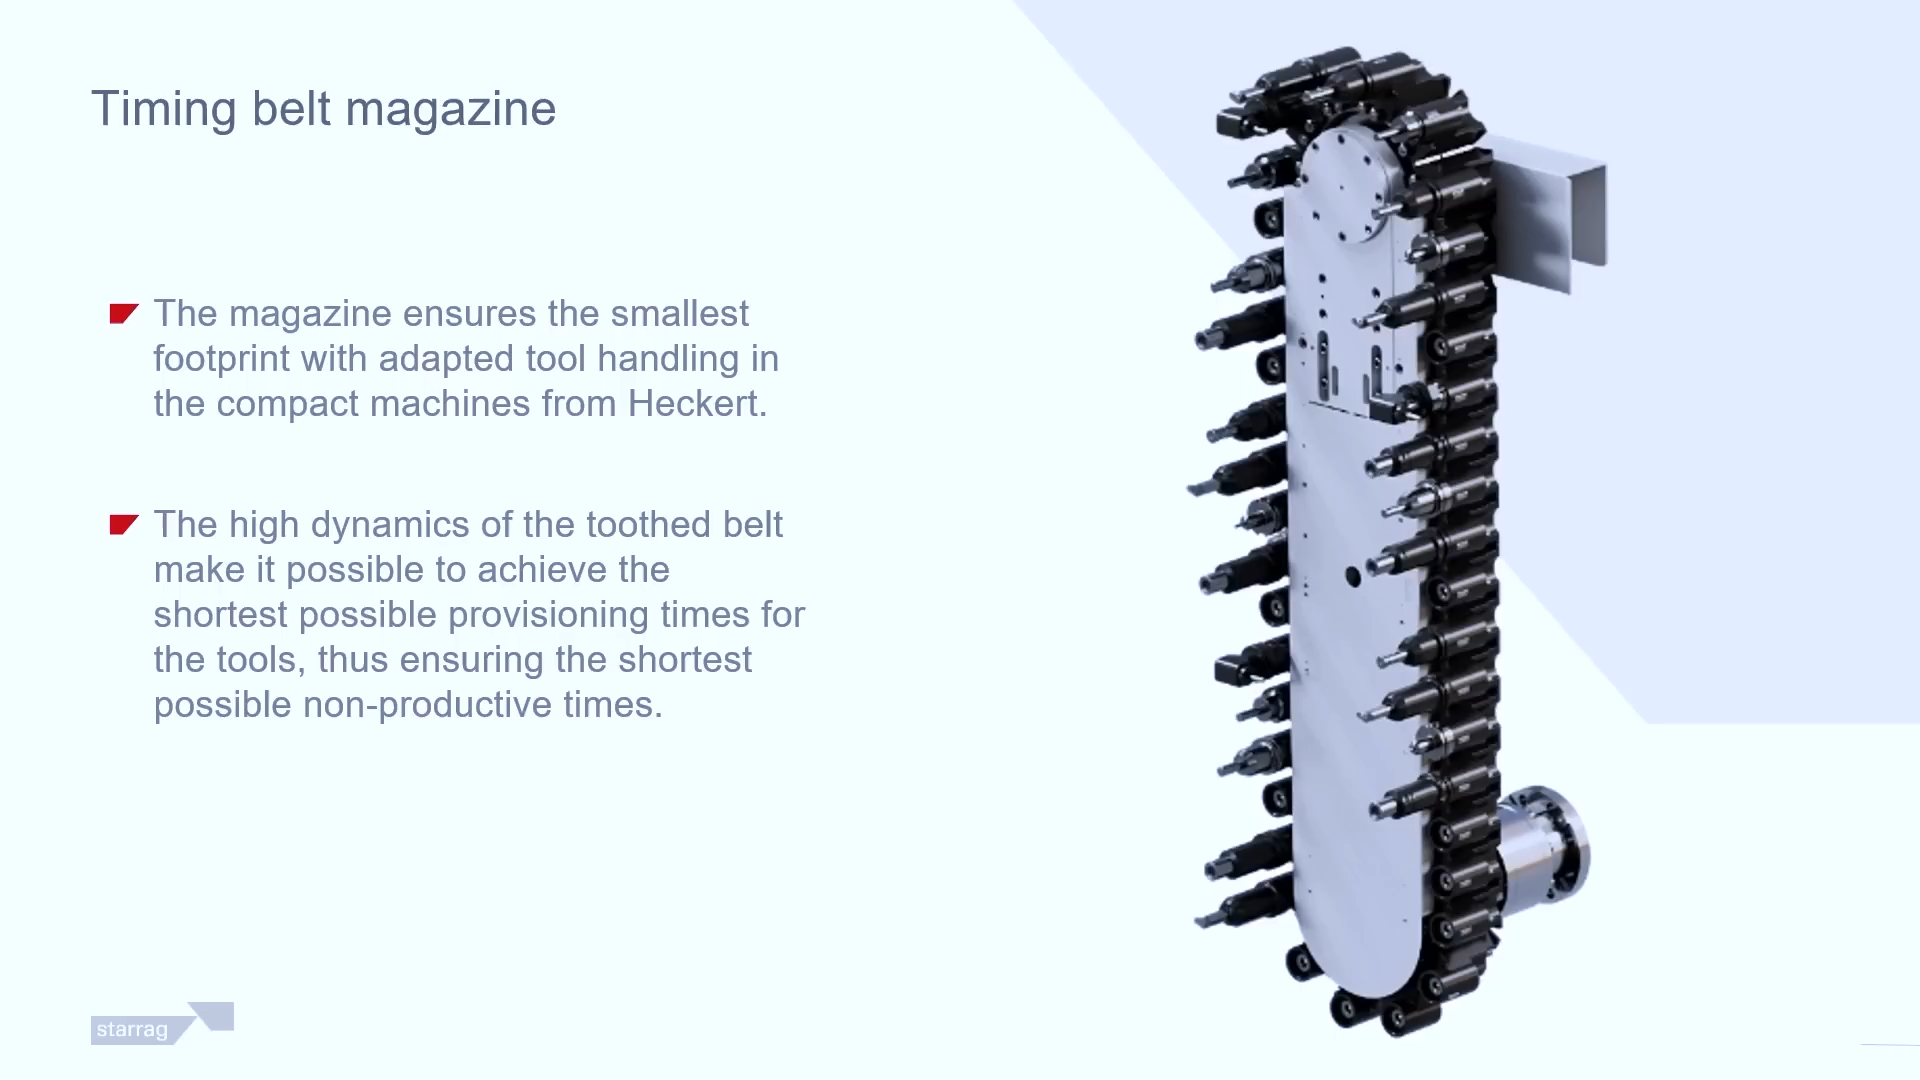 Timing belt magazine
The magazine ensures the smallest
footprint with adapted tool handling in
the compact machines from Heckert.
The high dynamics of the toothed belt
make it possible to achieve the
shortest possible provisioning times for
the tools, thus ensuring the shortest
possible non-productive times.
starrag